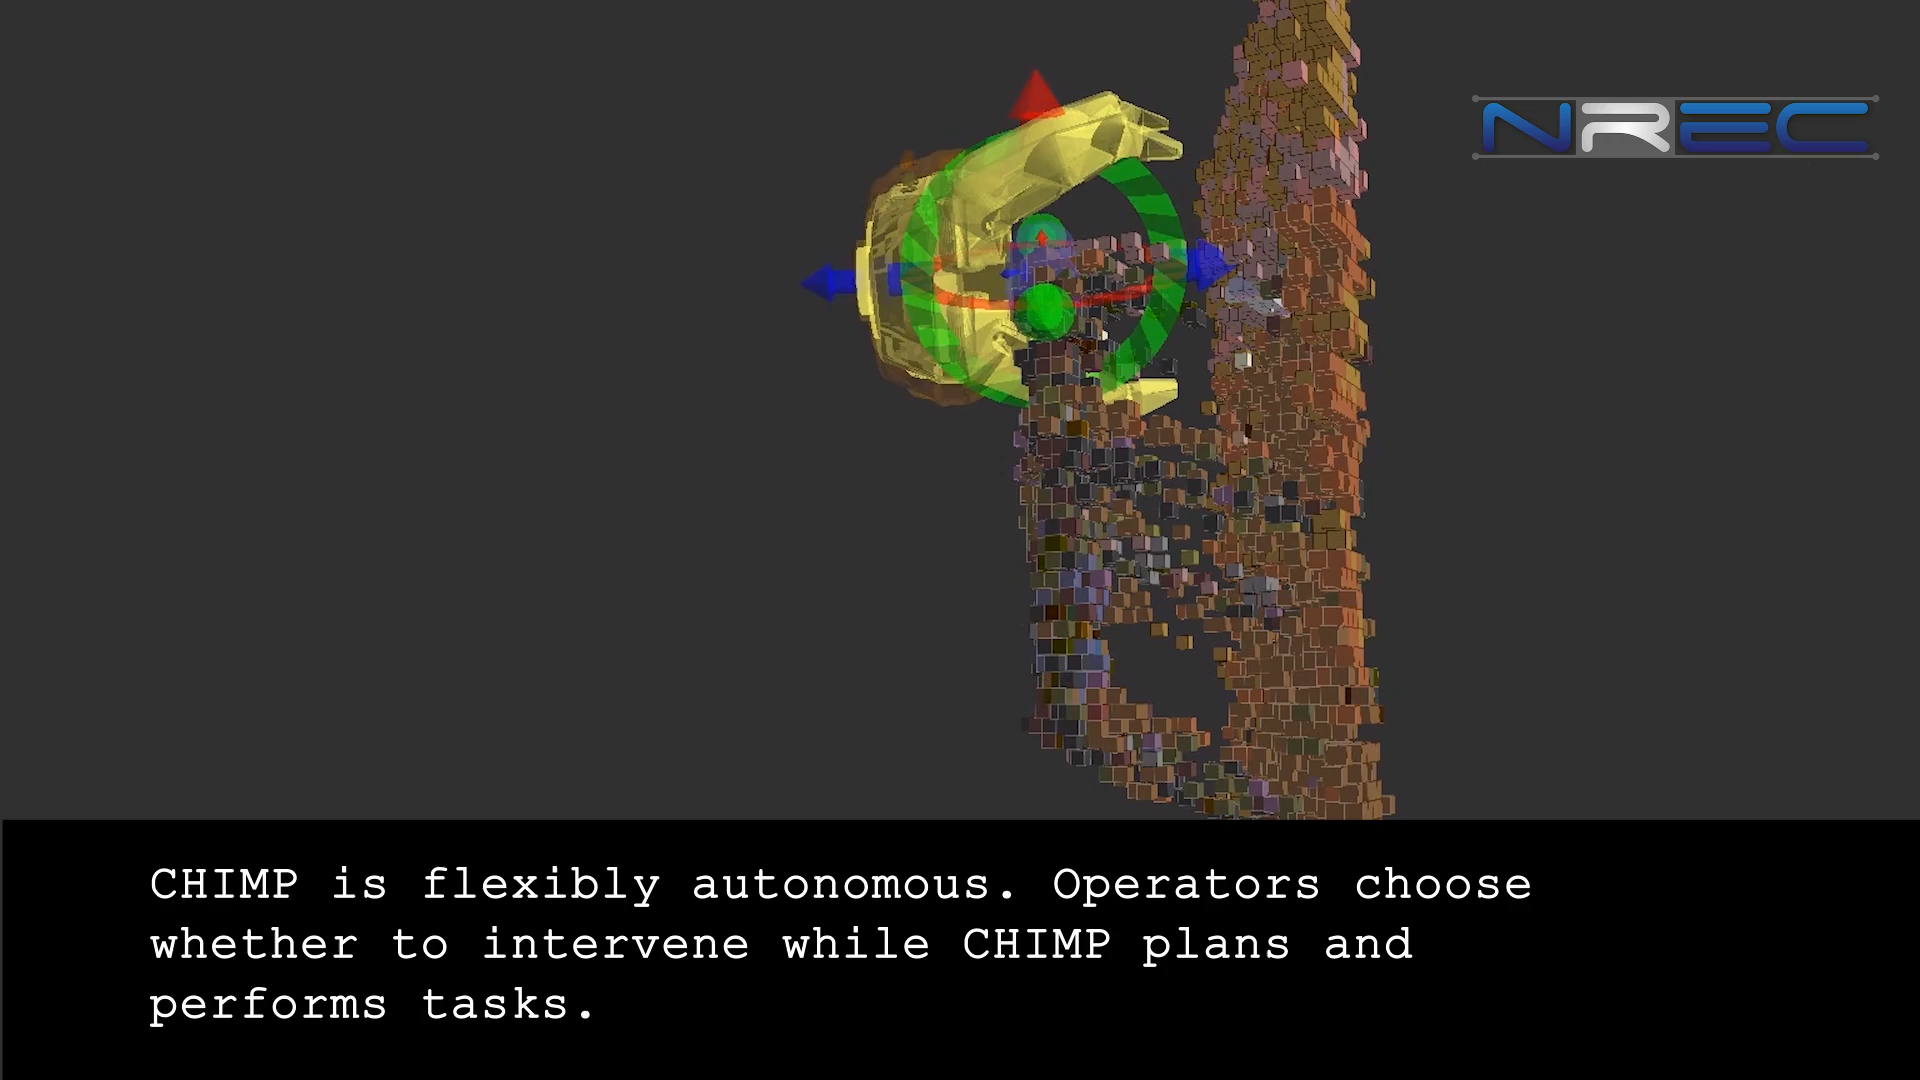 NREC
CHIMP is flexibly autonomous. Operators choose
whether to intervene while CHIMP plans and
performs tasks.